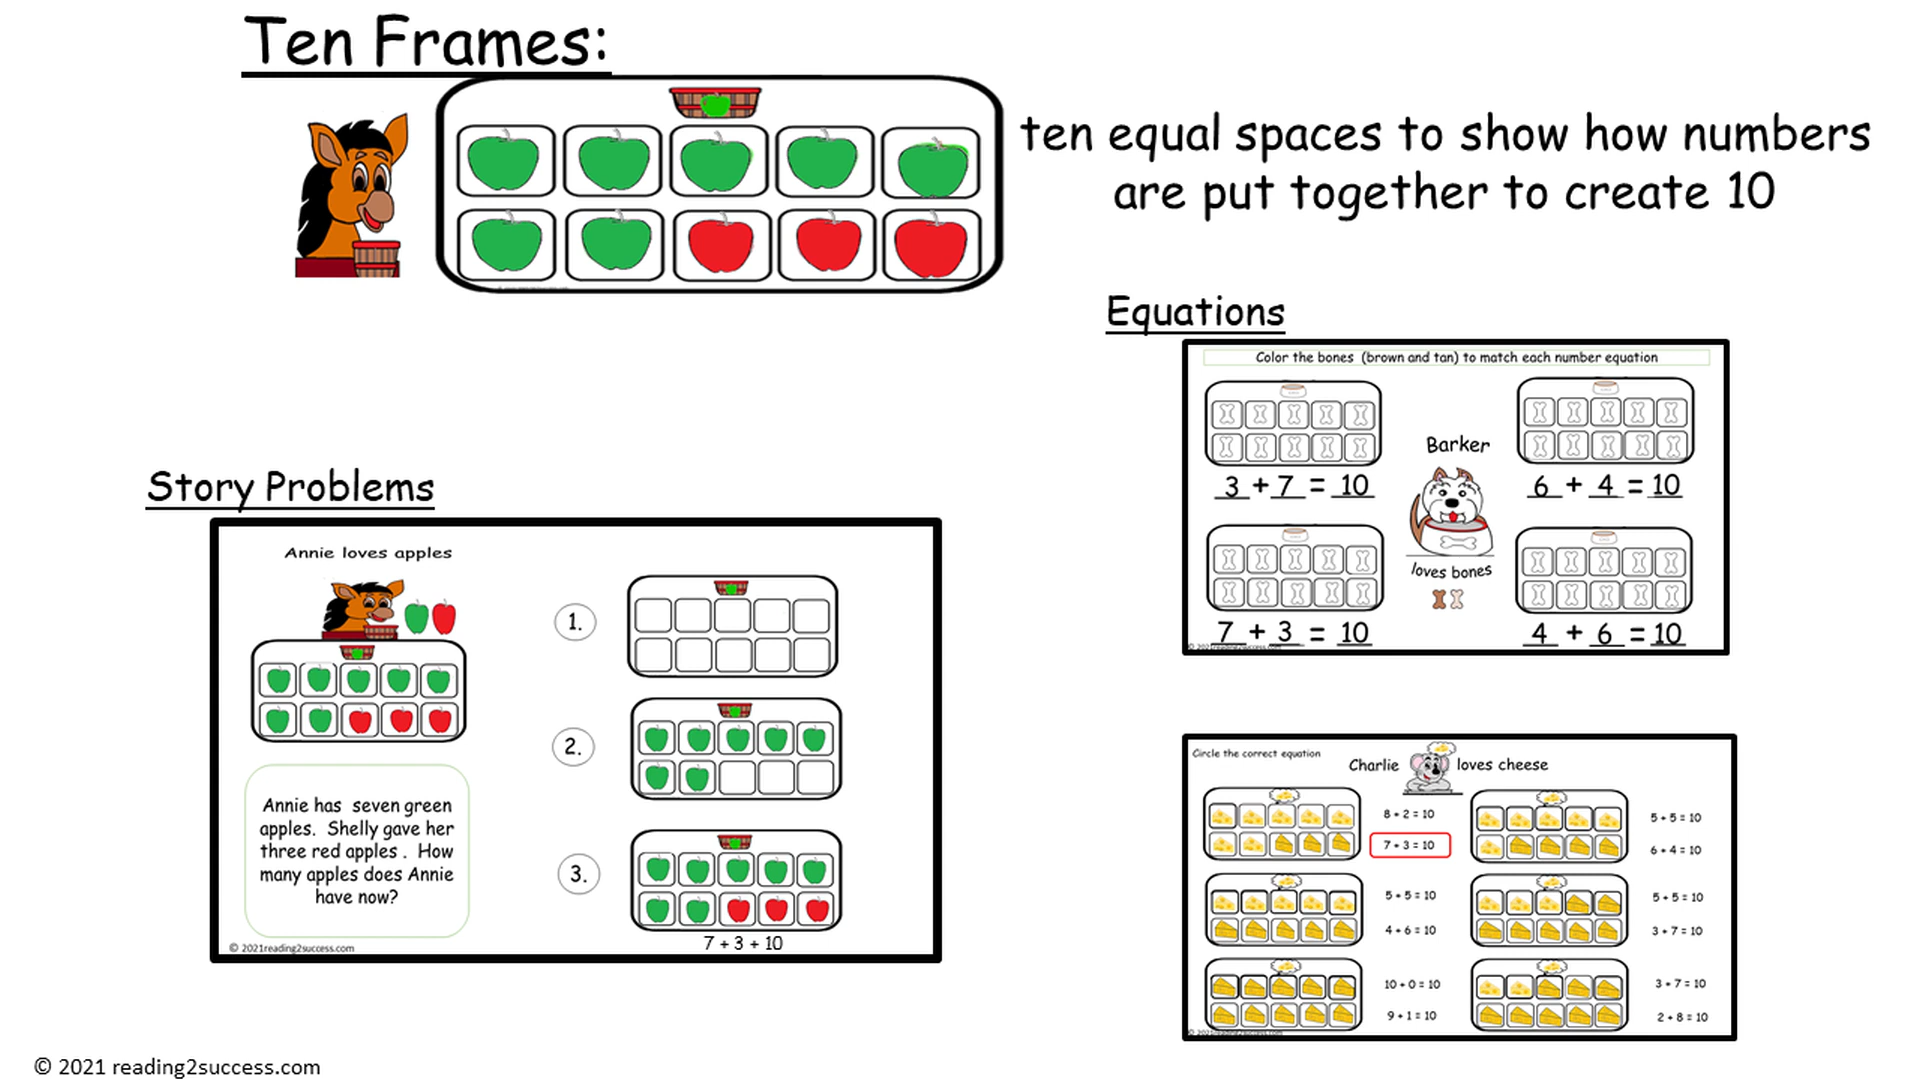 Ten Frames:
ten equal spaces to show how numbers
are put together to create 10
Equations
Color the bones (brown and tan) to match each number equation
3 + 7 = 10
Barker
6 + 4 = 10
loves bones
7 + 3 = 10
4 + 6 = 10
© 2021reading2success.com
Story Problems
Annie loves apples
1.
2.
3.
Annie has seven green
apples. Shelly gave her
three red apples . How
many apples does Annie
have now?
7 + 3 + 10
© 2021reading2success.com
Circle the correct equation
Charlie loves cheese
8 + 2 = 10
7 + 3 = 10
5 + 5 = 10
6 + 4 = 10
5 + 5 = 10
4 + 6 = 10
5 + 5 = 10
3 + 7 = 10
10 + 0 = 10
9 + 1 = 10
3 + 7 = 10
2 + 8 = 10
© 2021reading2success.com
© 2021 reading2success.com